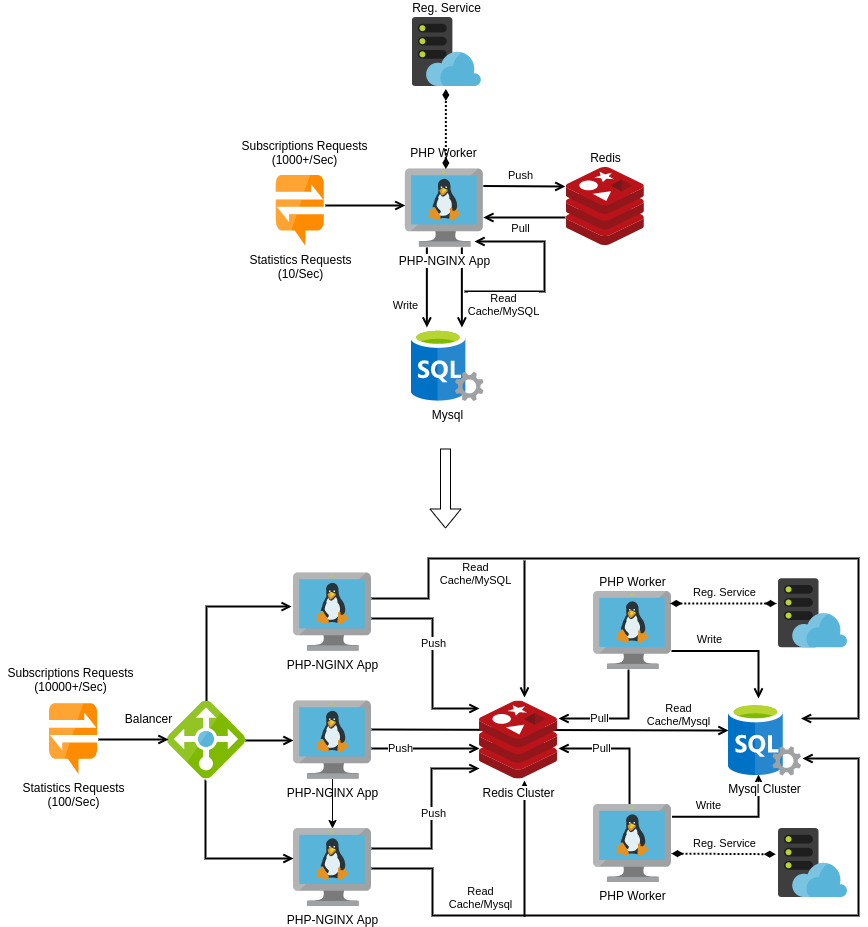 Reg. Service
Subscriptions Requests
(1000+/Sec)
PHP Worker
Redis
Push
Pull
Statistics Requests
(10/Sec)
PHP-NGINX App
Write
Read
Cache/MySQL
SQL
Mysql
Read
Cache/MySQL
PHP Worker
Reg. Service
Push
Write
PHP-NGINX App
Subscriptions Requests
(10000+/Sec)
Balancer
Pull
Read
Cache/Mysql
SQL
Push
Pull
Statistics Requests
(100/Sec)
PHP-NGINX App
Redis Cluster
Mysql Cluster
Push
Write
Reg. Service
Read
Cache/Mysql
PHP Worker
PHP-NGINX App